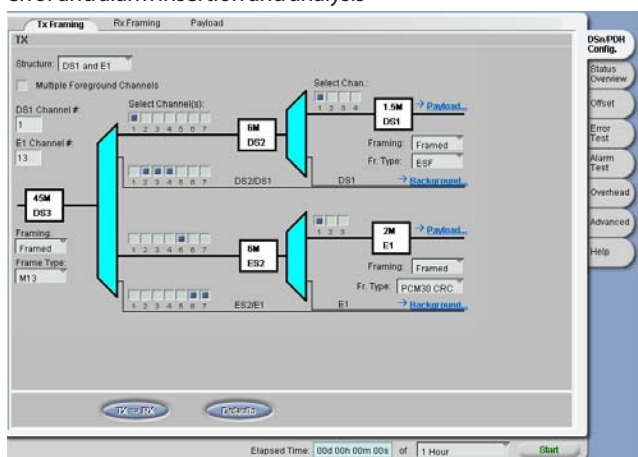 error and alarm insertion and analysis
Tx Framing Rx Framing Payload
TX
Structure: DS1 and E1
Multiple Foreground Channels
DS1 Channel #:
1
E1 Channel #:
13
45M
DS3
Framing:
Framed
Frame Type:
M13
Select Channel(s):
1 2 3 4 5 6 7
1 2 3 4 5 6 7
6M
DS2
DS2/DS1
Select Chan.:
1 2 3 4
1.5M
DS1
→ Payload...
Framing: Framed
Fr. Type: ESF
DS1
→ Background...
1 2 3 4 5 6 7
1 2 3 4 5 6 7
6M
ES2
ES2/E1
1 2 3
2M
E1
→ Payload...
Framing: Framed
Fr. Type: PCM30 CRC
E1
→ Background...
TX => RX
Defaults
DSn/PDH
Config.
Status
Overview
Offset
Error
Test
Alarm
Test
Overhead
Advanced
Help
Elapsed Time: 00d 00h 00m 00s of 1 Hour Start